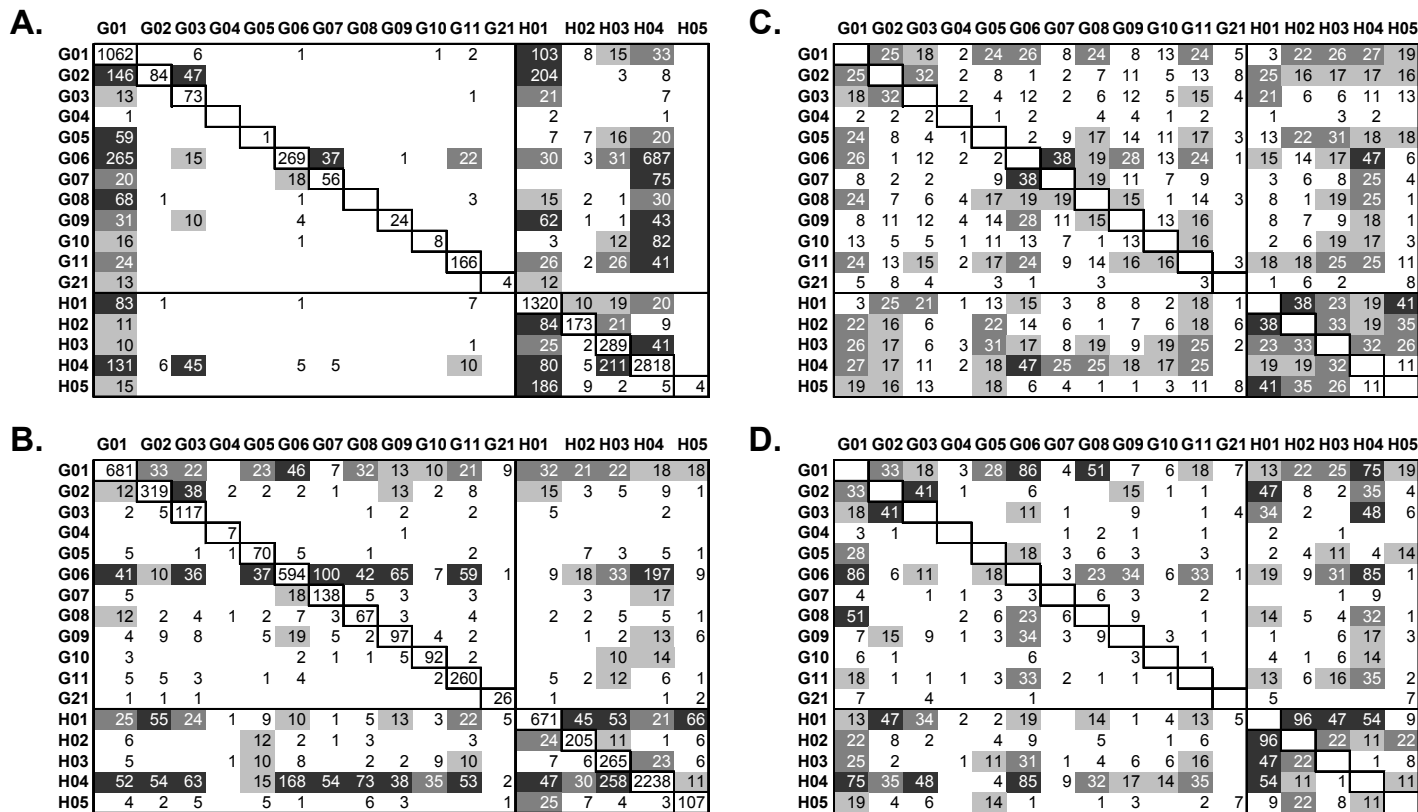 A.
G01 G02 G03 G04 G05 G06 G07 G08 G09 G10 G11 G21 H01 H02 H03 H04 H05
G01 1062 6 1 1 2 103 8 15 33
G02 146 84 47 204 3 8
G03 13 73 1 21 7
G04 1 2 1
G05 59 1 7 7 16 20
G06 265 15 269 37 1 22 30 3 31 687
G07 20 18 56 75
G08 68 1 1 3 15 2 1 30
G09 31 10 4 24 62 1 1 43
G10 16 1 8 3 12 82
G11 24 166 26 2 26 41
G21 13 4 12
H01 83 1 1 7 1320 10 19 20
H02 11 84 173 21 9
H03 10 1 25 2 289 41
H04 131 6 45 5 5 10 80 5 211 2818
H05 15 186 9 2 5 4
B.
G01 G02 G03 G04 G05 G06 G07 G08 G09 G10 G11 G21 H01 H02 H03 H04 H05
G01 681 33 22 23 46 7 32 13 10 21 9 32 21 22 18 18
G02 12 319 38 2 2 2 1 13 2 8 15 3 5 9 1
G03 2 5 117 1 2 2 5 2
G04 7 1 1
G05 5 1 1 70 5 1 2 7 3 5 1
G06 41 10 36 37 594 100 42 65 7 59 1 9 18 33 197 9
G07 5 18 138 5 3 3 3 17
G08 12 2 4 1 2 7 3 67 3 4 2 2 5 5 1
G09 4 9 8 5 19 5 2 97 4 2 1 2 13 6
G10 3 2 1 1 5 92 2 10 14
G11 5 5 3 1 4 2 260 5 2 12 6 1
G21 1 1 1 26 1 1 2
H01 25 55 24 1 9 10 1 5 13 3 22 5 671 45 53 21 66
H02 6 12 2 1 3 3 24 205 11 1 6
H03 5 1 10 8 2 2 9 10 7 6 265 23 6
H04 52 54 63 15 168 54 73 38 35 53 2 47 30 258 2238 11
H05 4 2 5 5 1 6 3 25 7 4 3 107
C.
G01 G02 G03 G04 G05 G06 G07 G08 G09 G10 G11 G21 H01 H02 H03 H04 H05
G01 25 18 2 24 26 8 24 8 13 24 5 3 22 26 27 19
G02 25 32 2 8 1 2 7 11 5 13 8 25 16 17 17 16
G03 18 32 2 4 12 2 6 12 5 15 4 21 6 6 11 13
G04 2 2 2 1 2 4 4 1 2 1 3 2
G05 24 8 4 1 2 9 17 14 11 17 3 13 22 31 18 18
G06 26 1 12 2 2 38 19 28 13 24 1 15 14 17 47 6
G07 8 2 2 9 38 19 11 7 9 3 6 8 25 4
G08 24 7 6 4 17 19 19 15 1 14 3 8 1 19 25 1
G09 8 11 12 4 14 28 11 15 13 16 8 7 9 18 1
G10 13 5 5 1 11 13 7 1 13 16 2 6 19 17 3
G11 24 13 15 2 17 24 9 14 16 16 3 18 18 25 25 11
G21 5 8 4 3 1 3 3 1 6 2 8
H01 3 25 21 1 13 15 3 8 8 2 18 1 38 23 19 41
H02 22 16 6 22 14 6 1 7 6 18 6 38 33 19 35
H03 26 17 6 3 31 17 8 19 9 19 25 2 23 33 32 26
H04 27 17 11 2 18 47 25 25 18 17 25 19 19 32 11
H05 19 16 13 18 6 4 1 1 3 11 8 41 35 26 11
D.
G01 G02 G03 G04 G05 G06 G07 G08 G09 G10 G11 G21 H01 H02 H03 H04 H05
G01 33 18 3 28 86 4 51 7 6 18 7 13 22 25 75 19
G02 33 41 1 6 15 1 1 47 8 2 35 4
G03 18 41 11 1 9 1 4 34 2 48 6
G04 3 1 1 2 1 1 2 1
G05 28 18 3 6 3 3 2 4 11 4 14
G06 86 6 11 18 3 23 34 6 33 1 19 9 31 85 1
G07 4 1 1 3 3 6 3 2 1 9
G08 51 2 6 23 6 9 1 14 5 4 32 1
G09 7 15 9 1 3 34 3 9 3 1 1 6 17 3
G10 6 1 6 3 1 4 1 6 14
G11 18 1 1 1 3 33 2 1 1 1 13 6 16 35 2
G21 7 4 1 5 7
H01 13 47 34 2 2 19 14 1 4 13 5 96 47 54 9
H02 22 8 2 4 9 5 1 6 96 22 11 22
H03 25 2 1 11 31 1 4 6 6 16 47 22 1 8
H04 75 35 48 4 85 9 32 17 14 35 54 11 1 11
H05 19 4 6 14 1 1 3 2 7 9 22 8 11